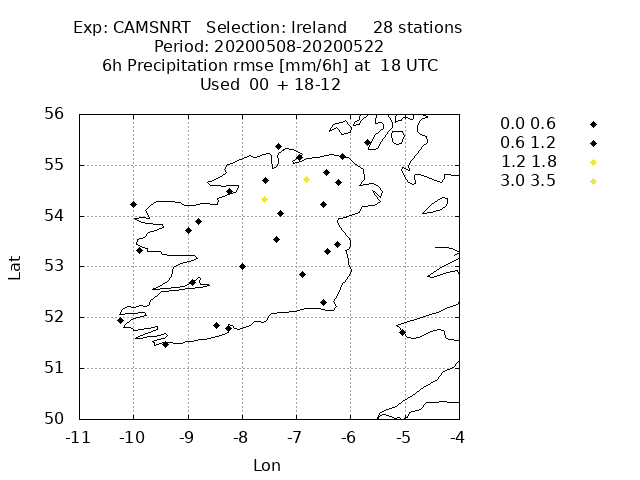 Exp: CAMSNRT   Selection: Ireland     28 stations
Period: 20200508-20200522
6h Precipitation rmse [mm/6h] at  18 UTC
Used  00 + 18-12
56
55
54
53
52
51
50
-11 -10 -9 -8 -7 -6 -5 -4
Lat
Lon
0.0 0.6
0.6 1.2
1.2 1.8
3.0 3.5